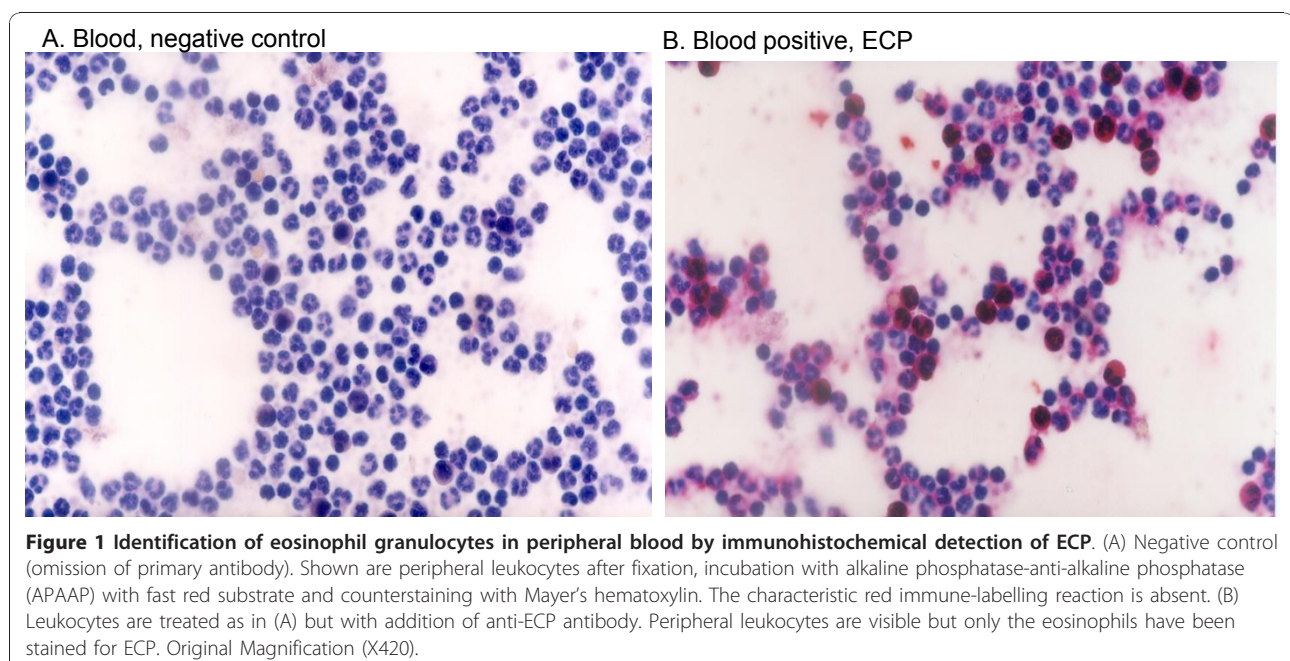 A. Blood, negative control
B. Blood positive, ECP
Figure 1 Identification of eosinophil granulocytes in peripheral blood by immunohistochemical detection of ECP. (A) Negative control
(omission of primary antibody). Shown are peripheral leukocytes after fixation, incubation with alkaline phosphatase-anti-alkaline phosphatase
(APAAP) with fast red substrate and counterstaining with Mayer's hematoxylin. The characteristic red immune-labelling reaction is absent. (B)
Leukocytes are treated as in (A) but with addition of anti-ECP antibody. Peripheral leukocytes are visible but only the eosinophils have been
stained for ECP. Original Magnification (X420).